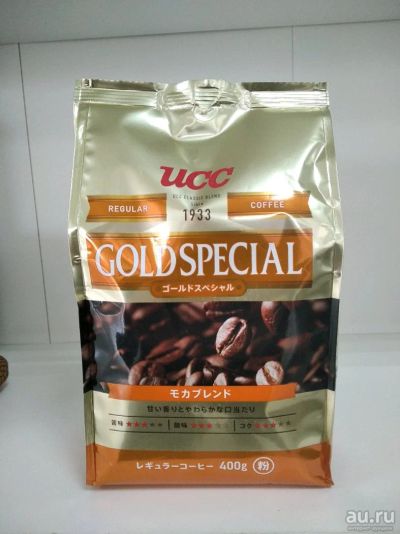 UCC
UCC CLASSIC BLEND
SINCE
REGULAR 1933 COFFEE
GOLD SPECIAL
ゴールドスペシャル
モカブレンド
甘い香りとやわらかな口当たり
苦味 ★★★★★ 酸味 ★★★★★ コク ★★★★★
レギュラーコーヒー 400g 粉
au.ru
интернет-аукцион